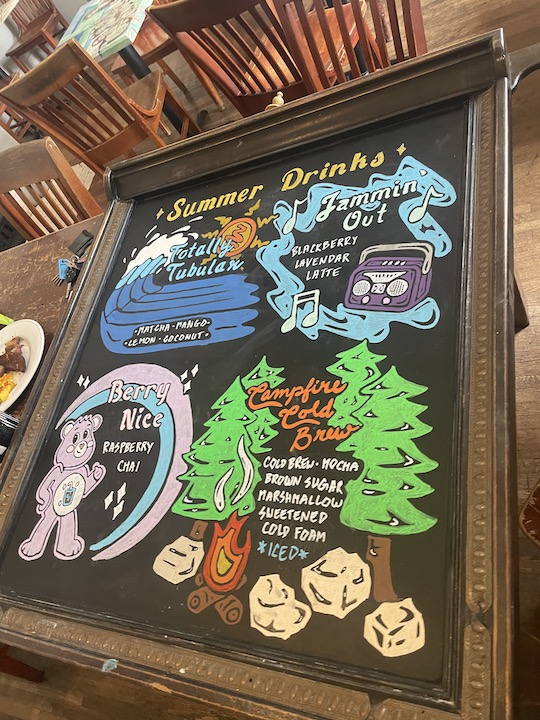 Summer Drinks
Totally
Tubular
•MATCHA•MANGO•
•LEMON•COCONUT•
Jammin'
Out
BLACKBERRY
LAVENDAR
LATTE
Berry
Nice
RASPBERRY
CHAI
Campfire
Cold
Brew
COLD BREW•MOCHA
BROWN SUGAR
MARSHMALLOW
SWEETENED
COLD FOAM
*ICED*